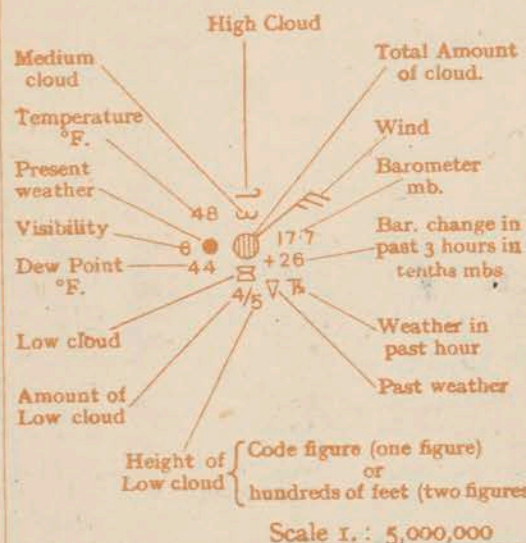 High Cloud
Medium
cloud
Total Amount
of cloud.
Temperature
°F.
Wind
Present
weather
Barometer
mb.
48
Visibility
6
17·7
Bar. change in
past 3 hours in
tenths mbs
+26
Dew Point
°F.
44
4/5
Low cloud
Weather in
past hour
Amount of
Low cloud
Past weather
Height of
Low cloud
Code figure (one figure)
or
hundreds of feet (two figures
Scale 1. : 5,000,000